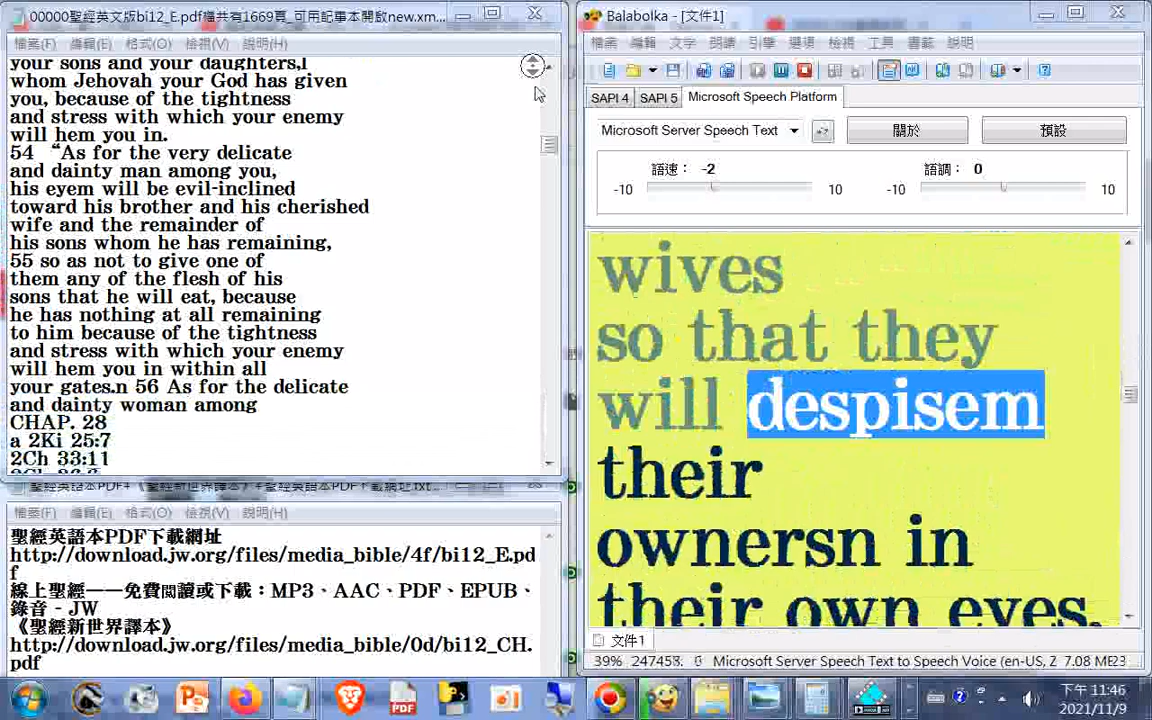 00000聖經英文版bi12_E.pdf檔共有1669頁_可用記事本開啟new.xm...
檔案(F) 編輯(E) 格式(O) 檢視(V) 說明(H)
your sons and your daughters,l
whom Jehovah your God has given
you, because of the tightness
and stress with which your enemy
will hem you in.
54 “As for the very delicate
and dainty man among you,
his eyem will be evil-inclined
toward his brother and his cherished
wife and the remainder of
his sons whom he has remaining,
55 so as not to give one of
them any of the flesh of his
sons that he will eat, because
he has nothing at all remaining
to him because of the tightness
and stress with which your enemy
will hem you in within all
your gates.n 56 As for the delicate
and dainty woman among
CHAP. 28
a 2Ki 25:7
2Ch 33:11
檔案(F) 編輯(E) 格式(O) 檢視(V) 說明(H)
聖經英語本PDF下載網址
http://download.jw.org/files/media_bible/4f/bi12_E.pd
f
線上聖經——免費閱讀或下載：MP3、AAC、PDF、EPUB、
錄音 - JW
《聖經新世界譯本》
http://download.jw.org/files/media_bible/0d/bi12_CH.
pdf
Balabolka - [文件1]
檔案 編輯 文字 朗讀 引擎 選項 檢視 工具 書籤 說明
SAPI 4 SAPI 5 Microsoft Speech Platform
Microsoft Server Speech Text 關於 預設
語速： -2 語調： 0
-10 10 -10 10
wives
so that they
will despisem
their
ownersn in
their own eyes,
文件1
39% 247458: 0 Microsoft Server Speech Text to Speech Voice (en-US, Z 7.08 ME23
PDF
下午 11:46
2021/11/9